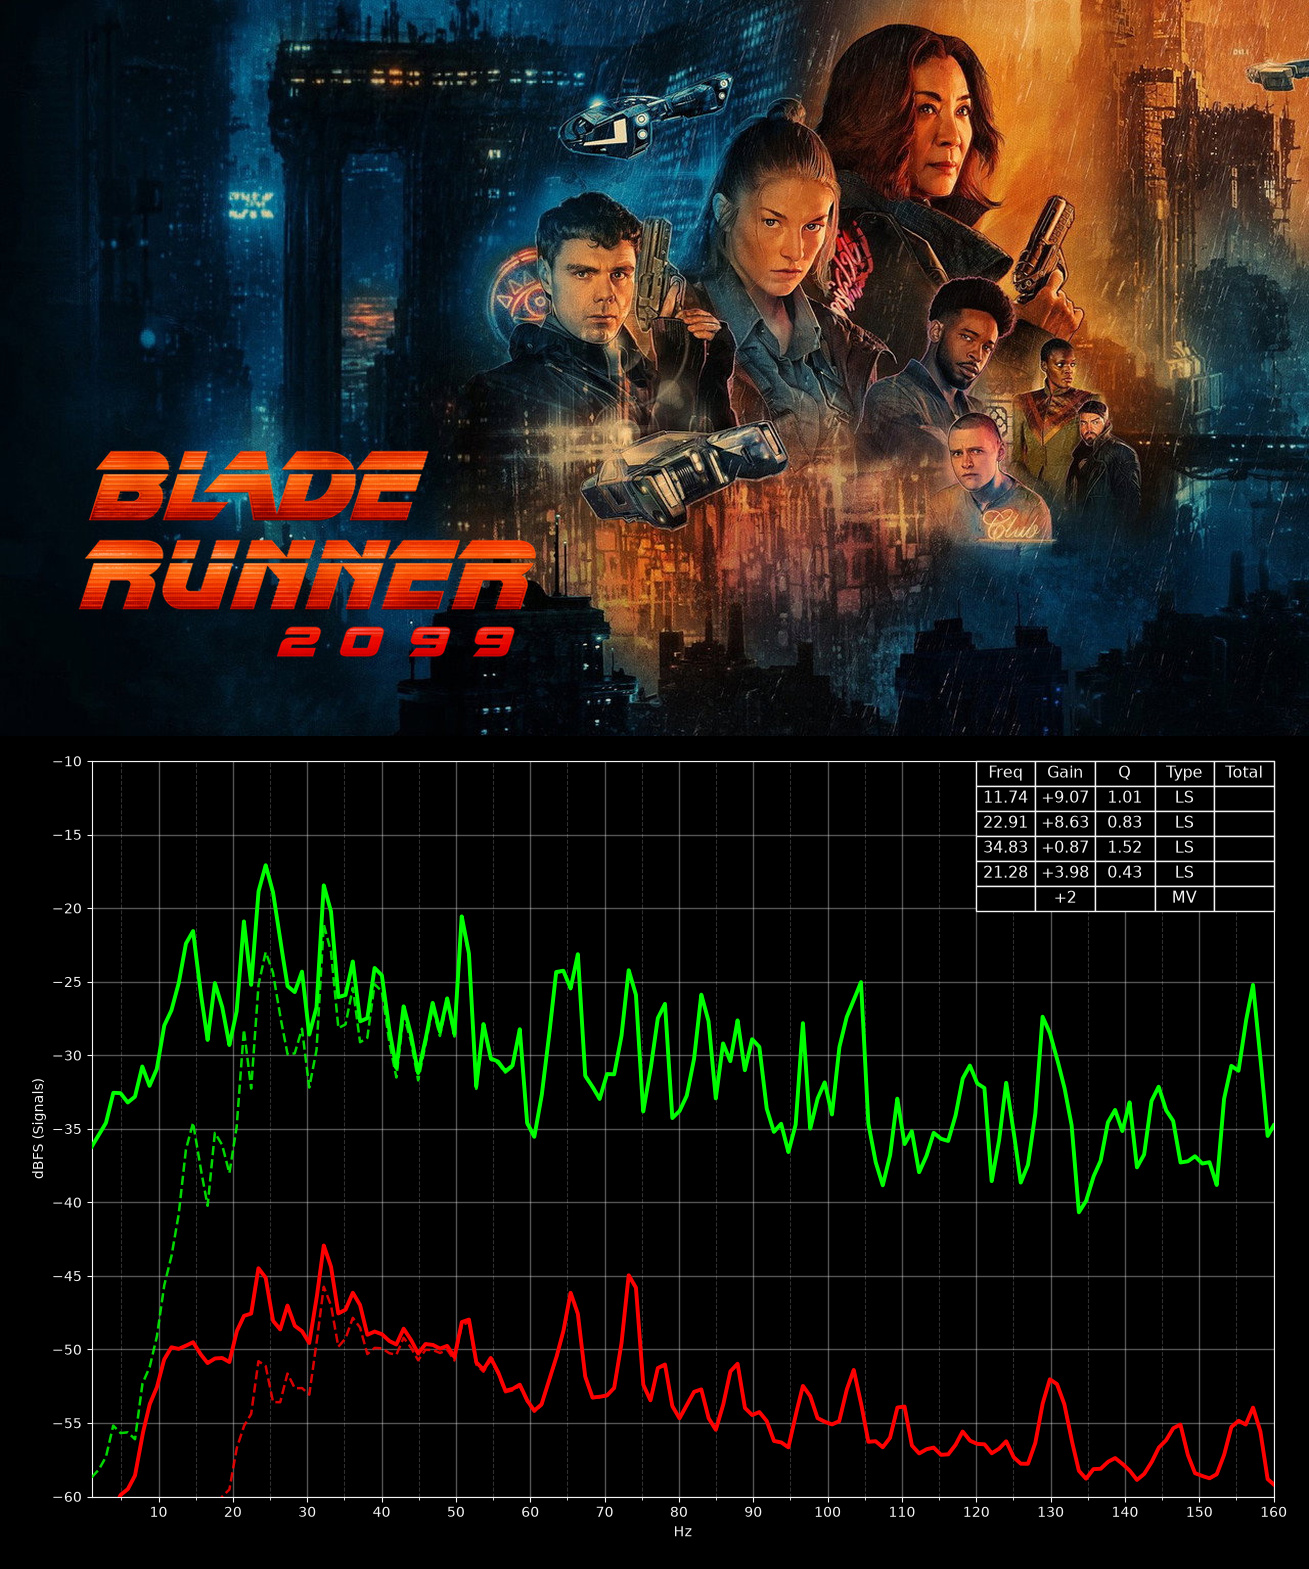 BLADE
RUNNER
2099
Club
Freq Gain Q Type Total
11.74 +9.07 1.01 LS
22.91 +8.63 0.83 LS
34.83 +0.87 1.52 LS
21.28 +3.98 0.43 LS
+2 MV
−10
−15
−20
−25
−30
−35
−40
−45
−50
−55
−60
dBFS (Signals)
10 20 30 40 50 60 70 80 90 100 110 120 130 140 150 160
Hz